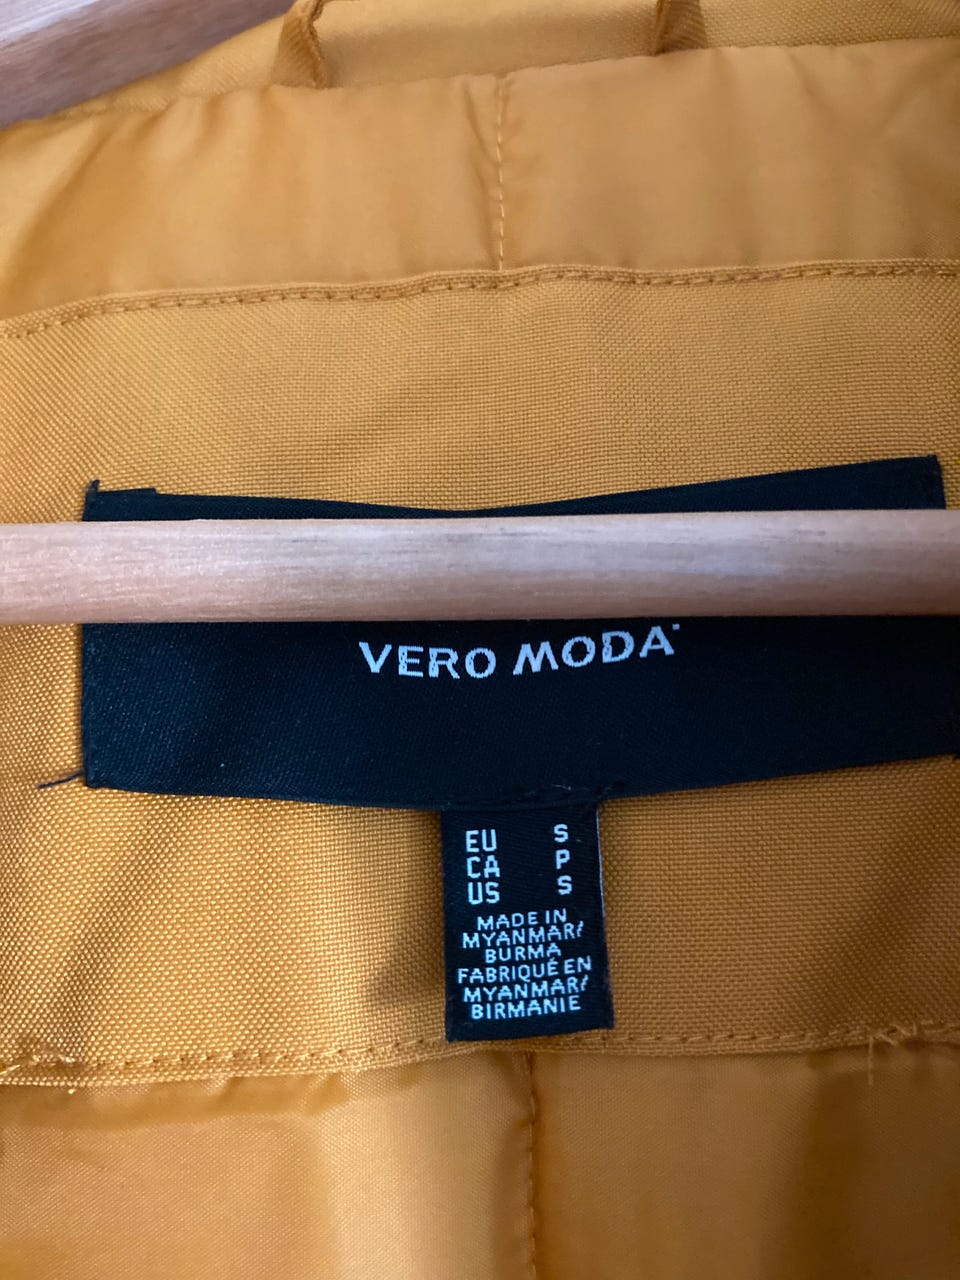 VERO MODA
EU S
CA P
US S
MADE IN
MYANMAR/
BURMA
FABRIQUÉ EN
MYANMAR/
BIRMANIE